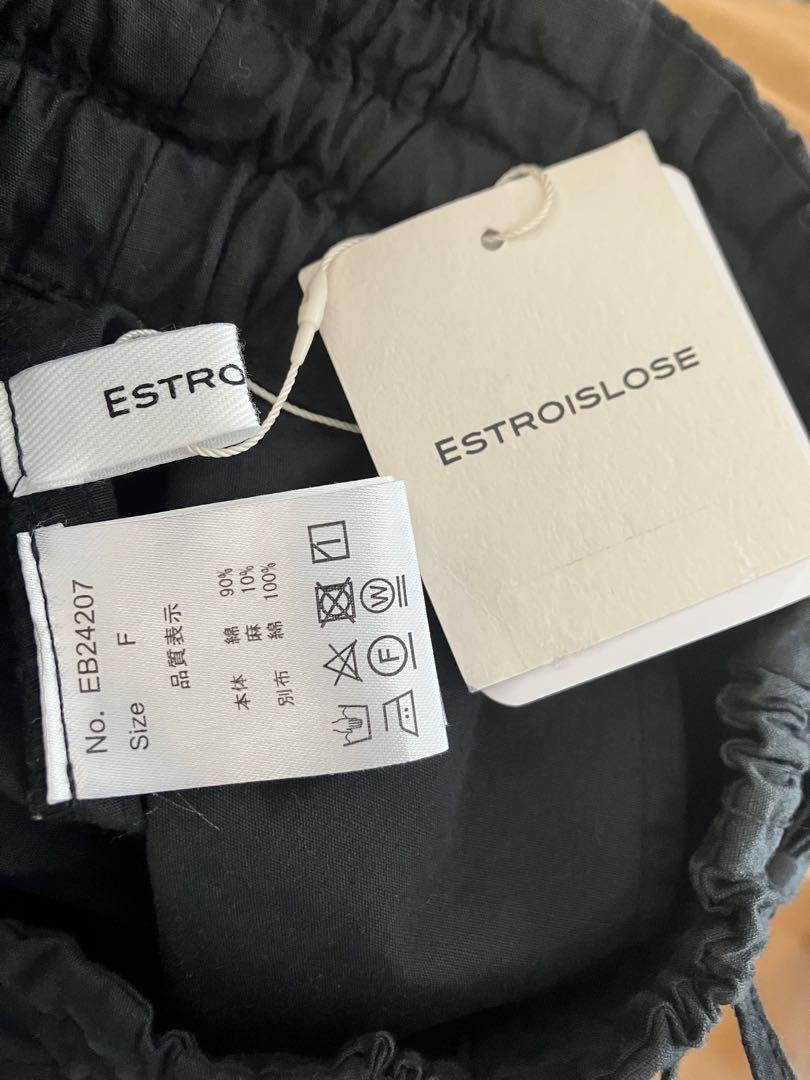 ESTRO
ESTROISLOSE
No. EB24207
Size F
品質表示
本体 綿 90%
麻 10%
別布 綿 100%
W
F